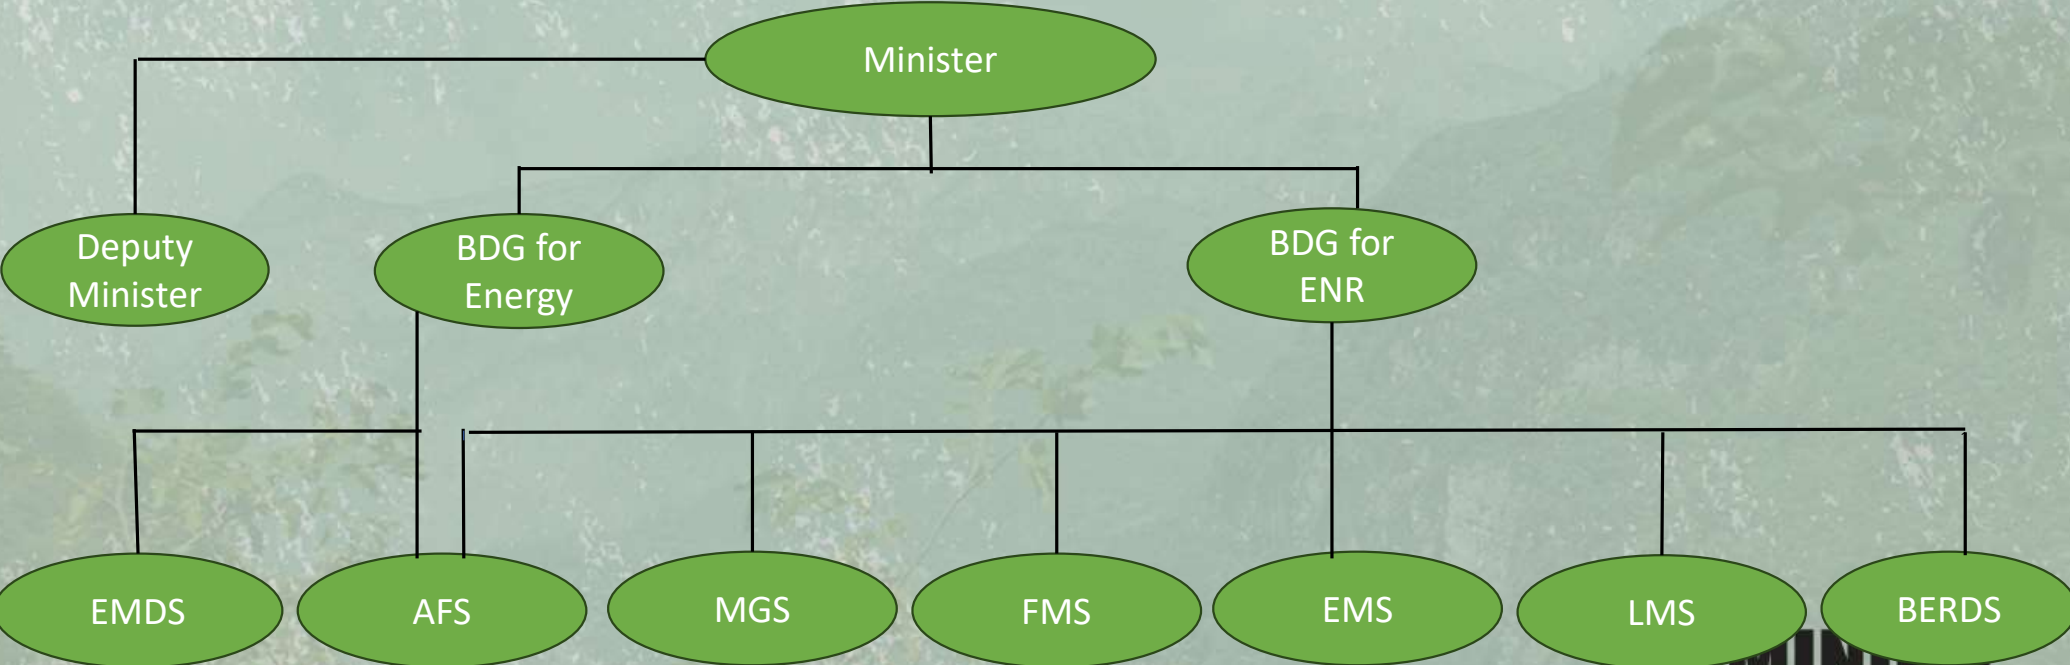 Minister
Deputy
Minister
BDG for
Energy
BDG for
ENR
EMDS
AFS
MGS
FMS
EMS
LMS
BERDS